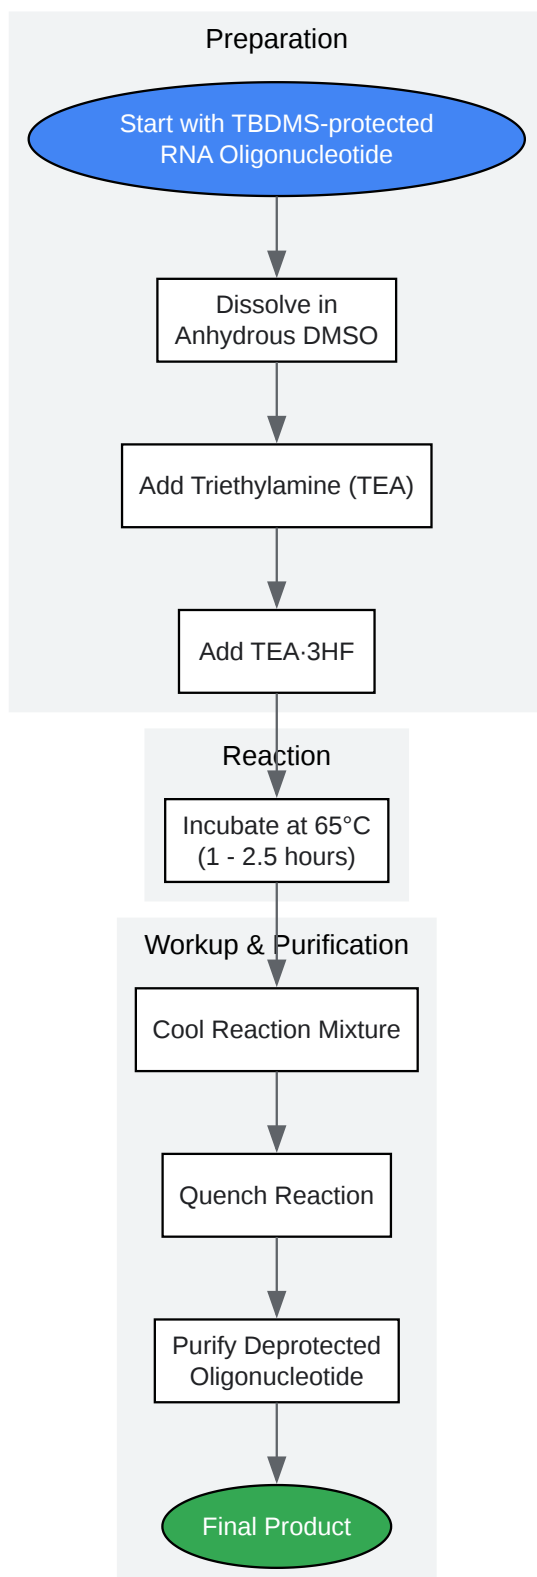 Preparation
Start with TBDMS-protected
RNA Oligonucleotide
Dissolve in
Anhydrous DMSO
Add Triethylamine (TEA)
Add TEA·3HF
Reaction
Incubate at 65°C
(1 - 2.5 hours)
Workup & Purification
Cool Reaction Mixture
Quench Reaction
Purify Deprotected
Oligonucleotide
Final Product